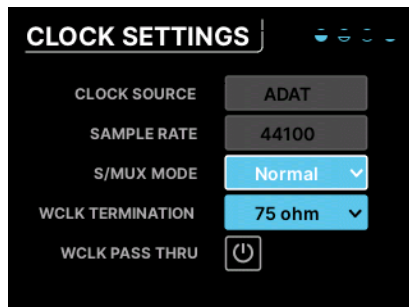 CLOCK SETTINGS
CLOCK SOURCE ADAT
SAMPLE RATE 44100
S/MUX MODE Normal
WCLK TERMINATION 75 ohm
WCLK PASS THRU